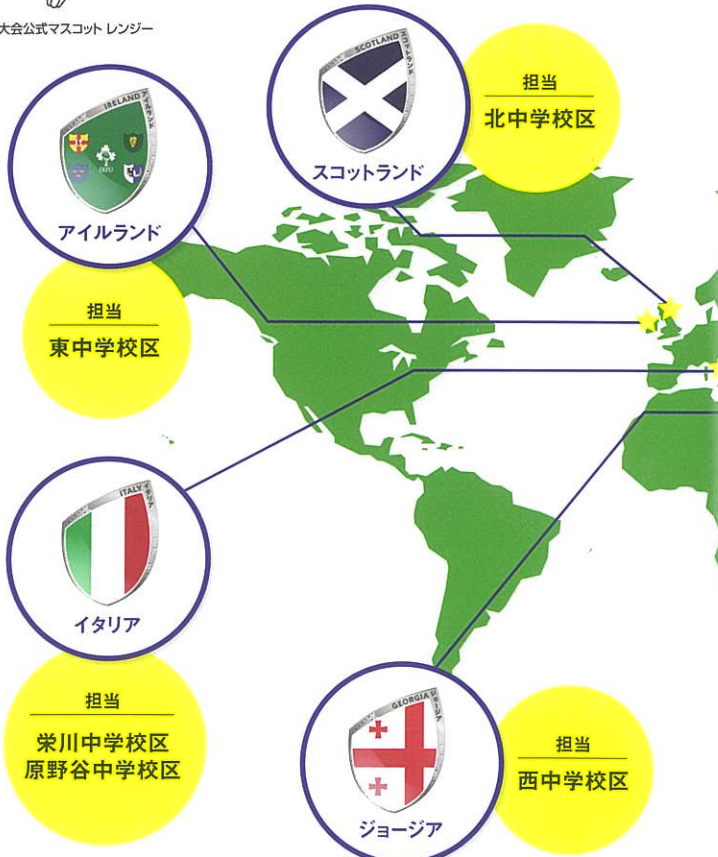 大会公式マスコット レンジー
SCOTLAND スコットランド
スコットランド
担当
北中学校区
IRELAND アイルランド
IRFU
アイルランド
担当
東中学校区
ITALY イタリア
イタリア
担当
栄川中学校区
原野谷中学校区
GEORGIA ジョージア
ジョージア
担当
西中学校区